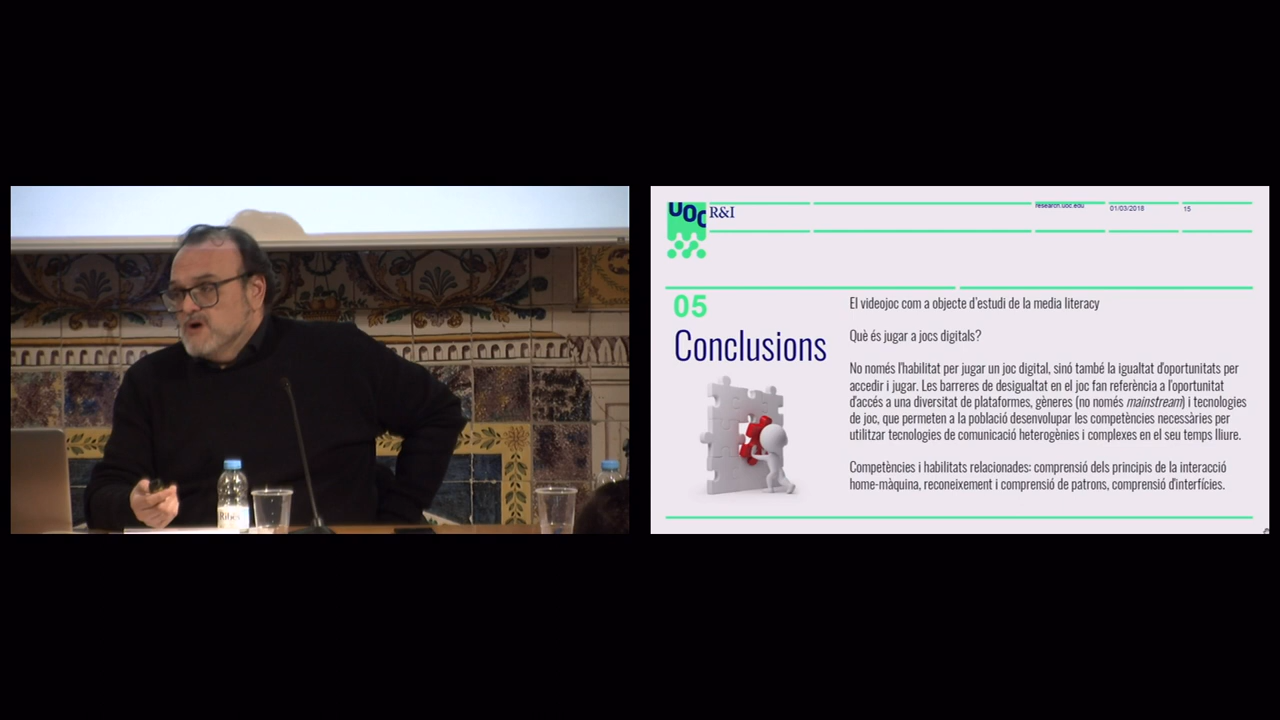 Ribes
UOC
R&I
research.uoc.edu
01/03/2018
15
05
Conclusions
El videojoc com a objecte d'estudi de la media literacy
Què és jugar a jocs digitals?
No només l'habilitat per jugar un joc digital, sinó també la igualtat d'oportunitats per
accedir i jugar. Les barreres de desigualtat en el joc fan referència a l'oportunitat
d'accés a una diversitat de plataformes, gèneres (no només mainstream) i tecnologies
de joc, que permeten a la població desenvolupar les competències necessàries per
utilitzar tecnologies de comunicació heterogènies i complexes en el seu temps lliure.
Competències i habilitats relacionades: comprensió dels principis de la interacció
home-màquina, reconeixement i comprensió de patrons, comprensió d'interfícies.